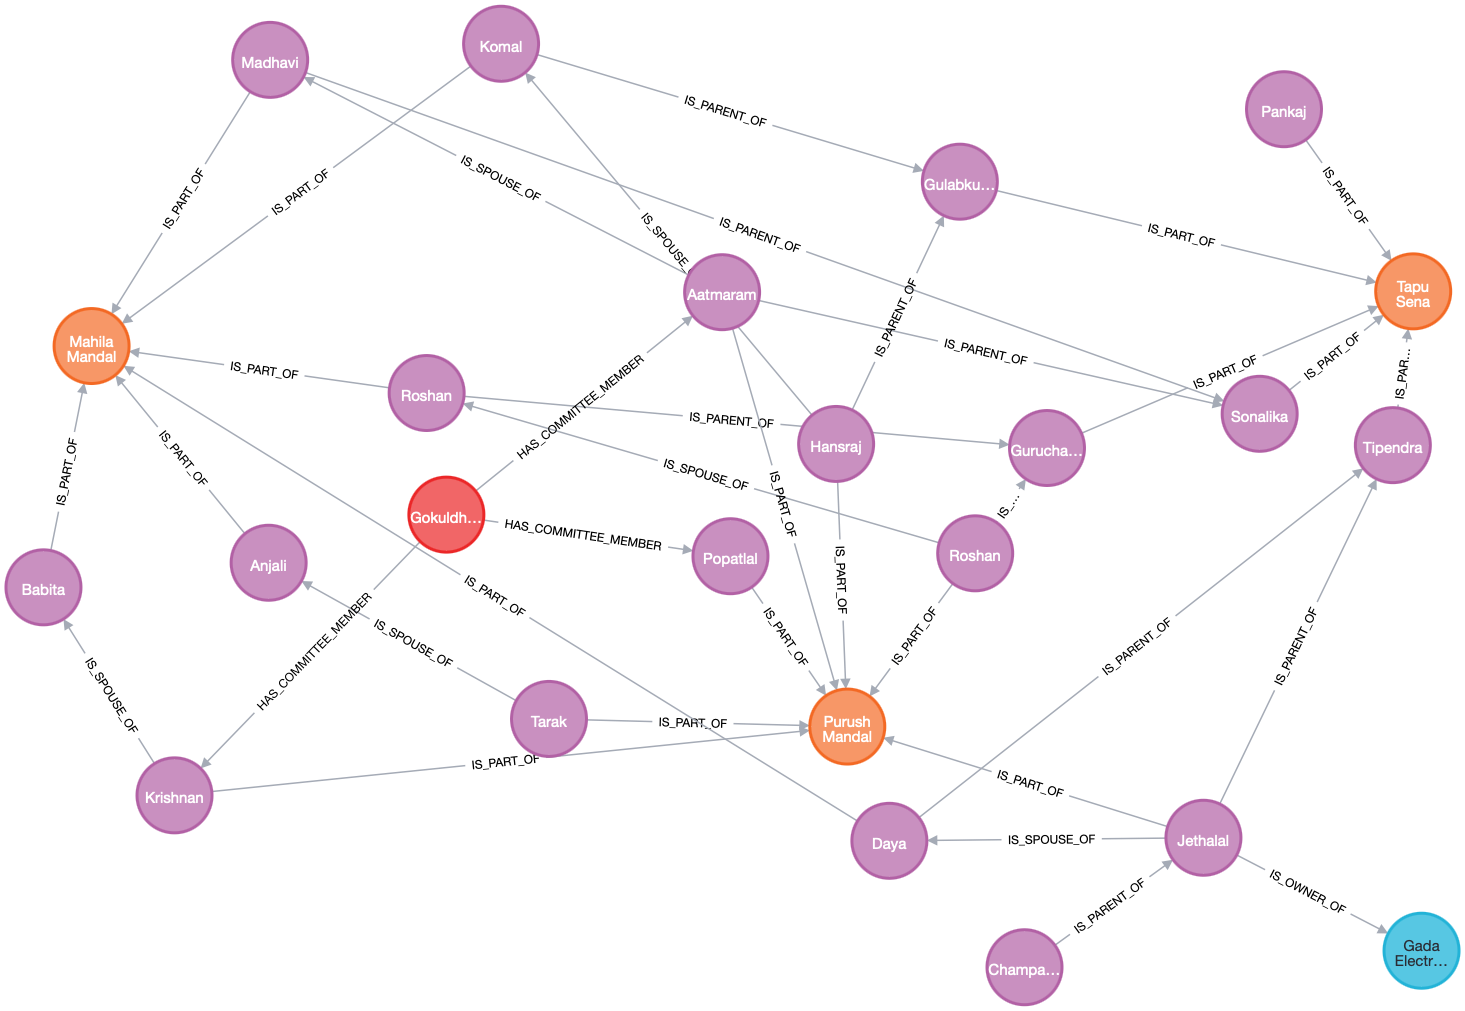 Komal
Madhavi
Pankaj
IS_PARENT_OF
Gulabku...
IS_SPOUSE_OF
IS_PART_OF
IS_PART_OF
IS_PART_OF
IS_SPOUSE_
IS_PARENT_OF
IS_PART_OF
Aatmaram
Tapu
Sena
Mahila
Mandal
IS_PARENT_OF
IS_PARENT_OF
IS_PART_OF
IS_PART_OF
IS_PART_OF
IS_PAR...
Roshan
HAS_COMMITTEE_MEMBER
IS_PARENT_OF
Sonalika
Hansraj
Gurucha...
Tipendra
IS_PART_OF
IS_PART_OF
IS_SPOUSE_OF
IS_...
IS_PART_OF
Gokuldh...
HAS_COMMITTEE_MEMBER
Popatlal
Roshan
Anjali
Babita
IS_PART_OF
IS_PART_OF
HAS_COMMITTEE_MEMBER
IS_SPOUSE_OF
IS_PART_OF
IS_PART_OF
IS_PARENT_OF
IS_PARENT_OF
IS_SPOUSE_OF
Tarak
IS_PART_OF
Purush
Mandal
IS_PART_OF
Krishnan
IS_PART_OF
Daya
IS_SPOUSE_OF
Jethalal
IS_PARENT_OF
IS_OWNER_OF
Champa...
Gada
Electr...